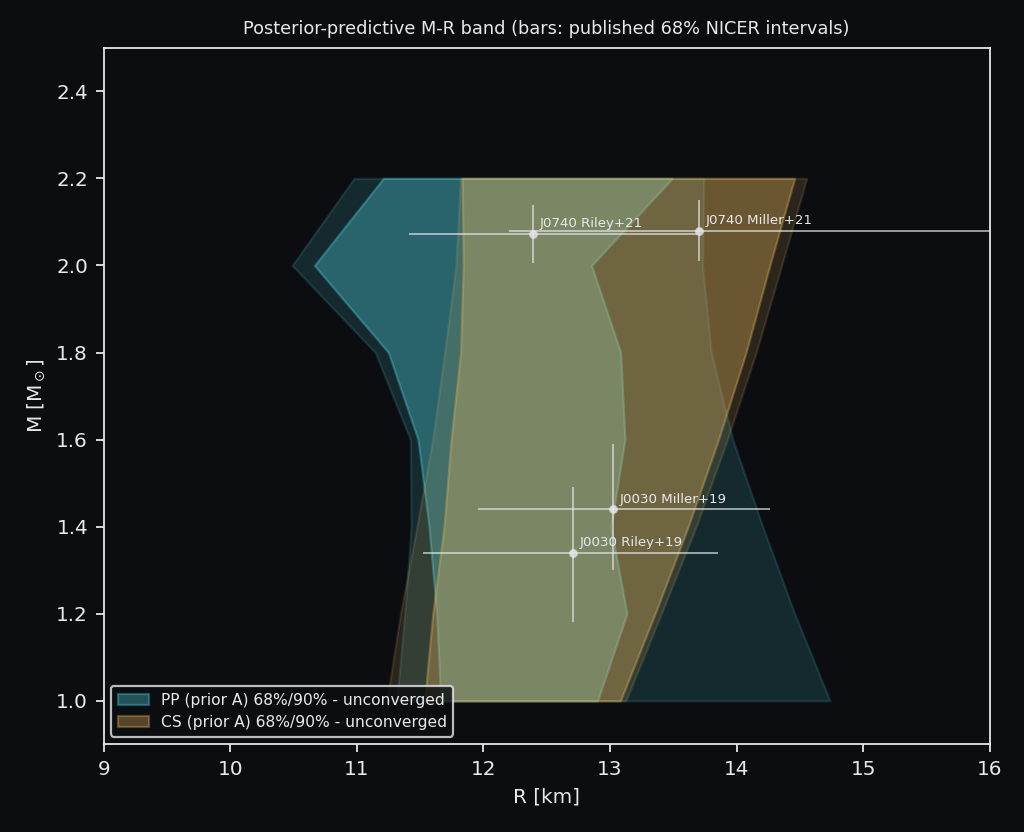 Posterior-predictive M-R band (bars: published 68% NICER intervals)
M [M⊙]
2.4
2.2
2.0
1.8
1.6
1.4
1.2
1.0
J0740 Riley+21
J0740 Miller+21
J0030 Miller+19
J0030 Riley+19
PP (prior A) 68%/90% - unconverged
CS (prior A) 68%/90% - unconverged
9 10 11 12 13 14 15 16
R [km]